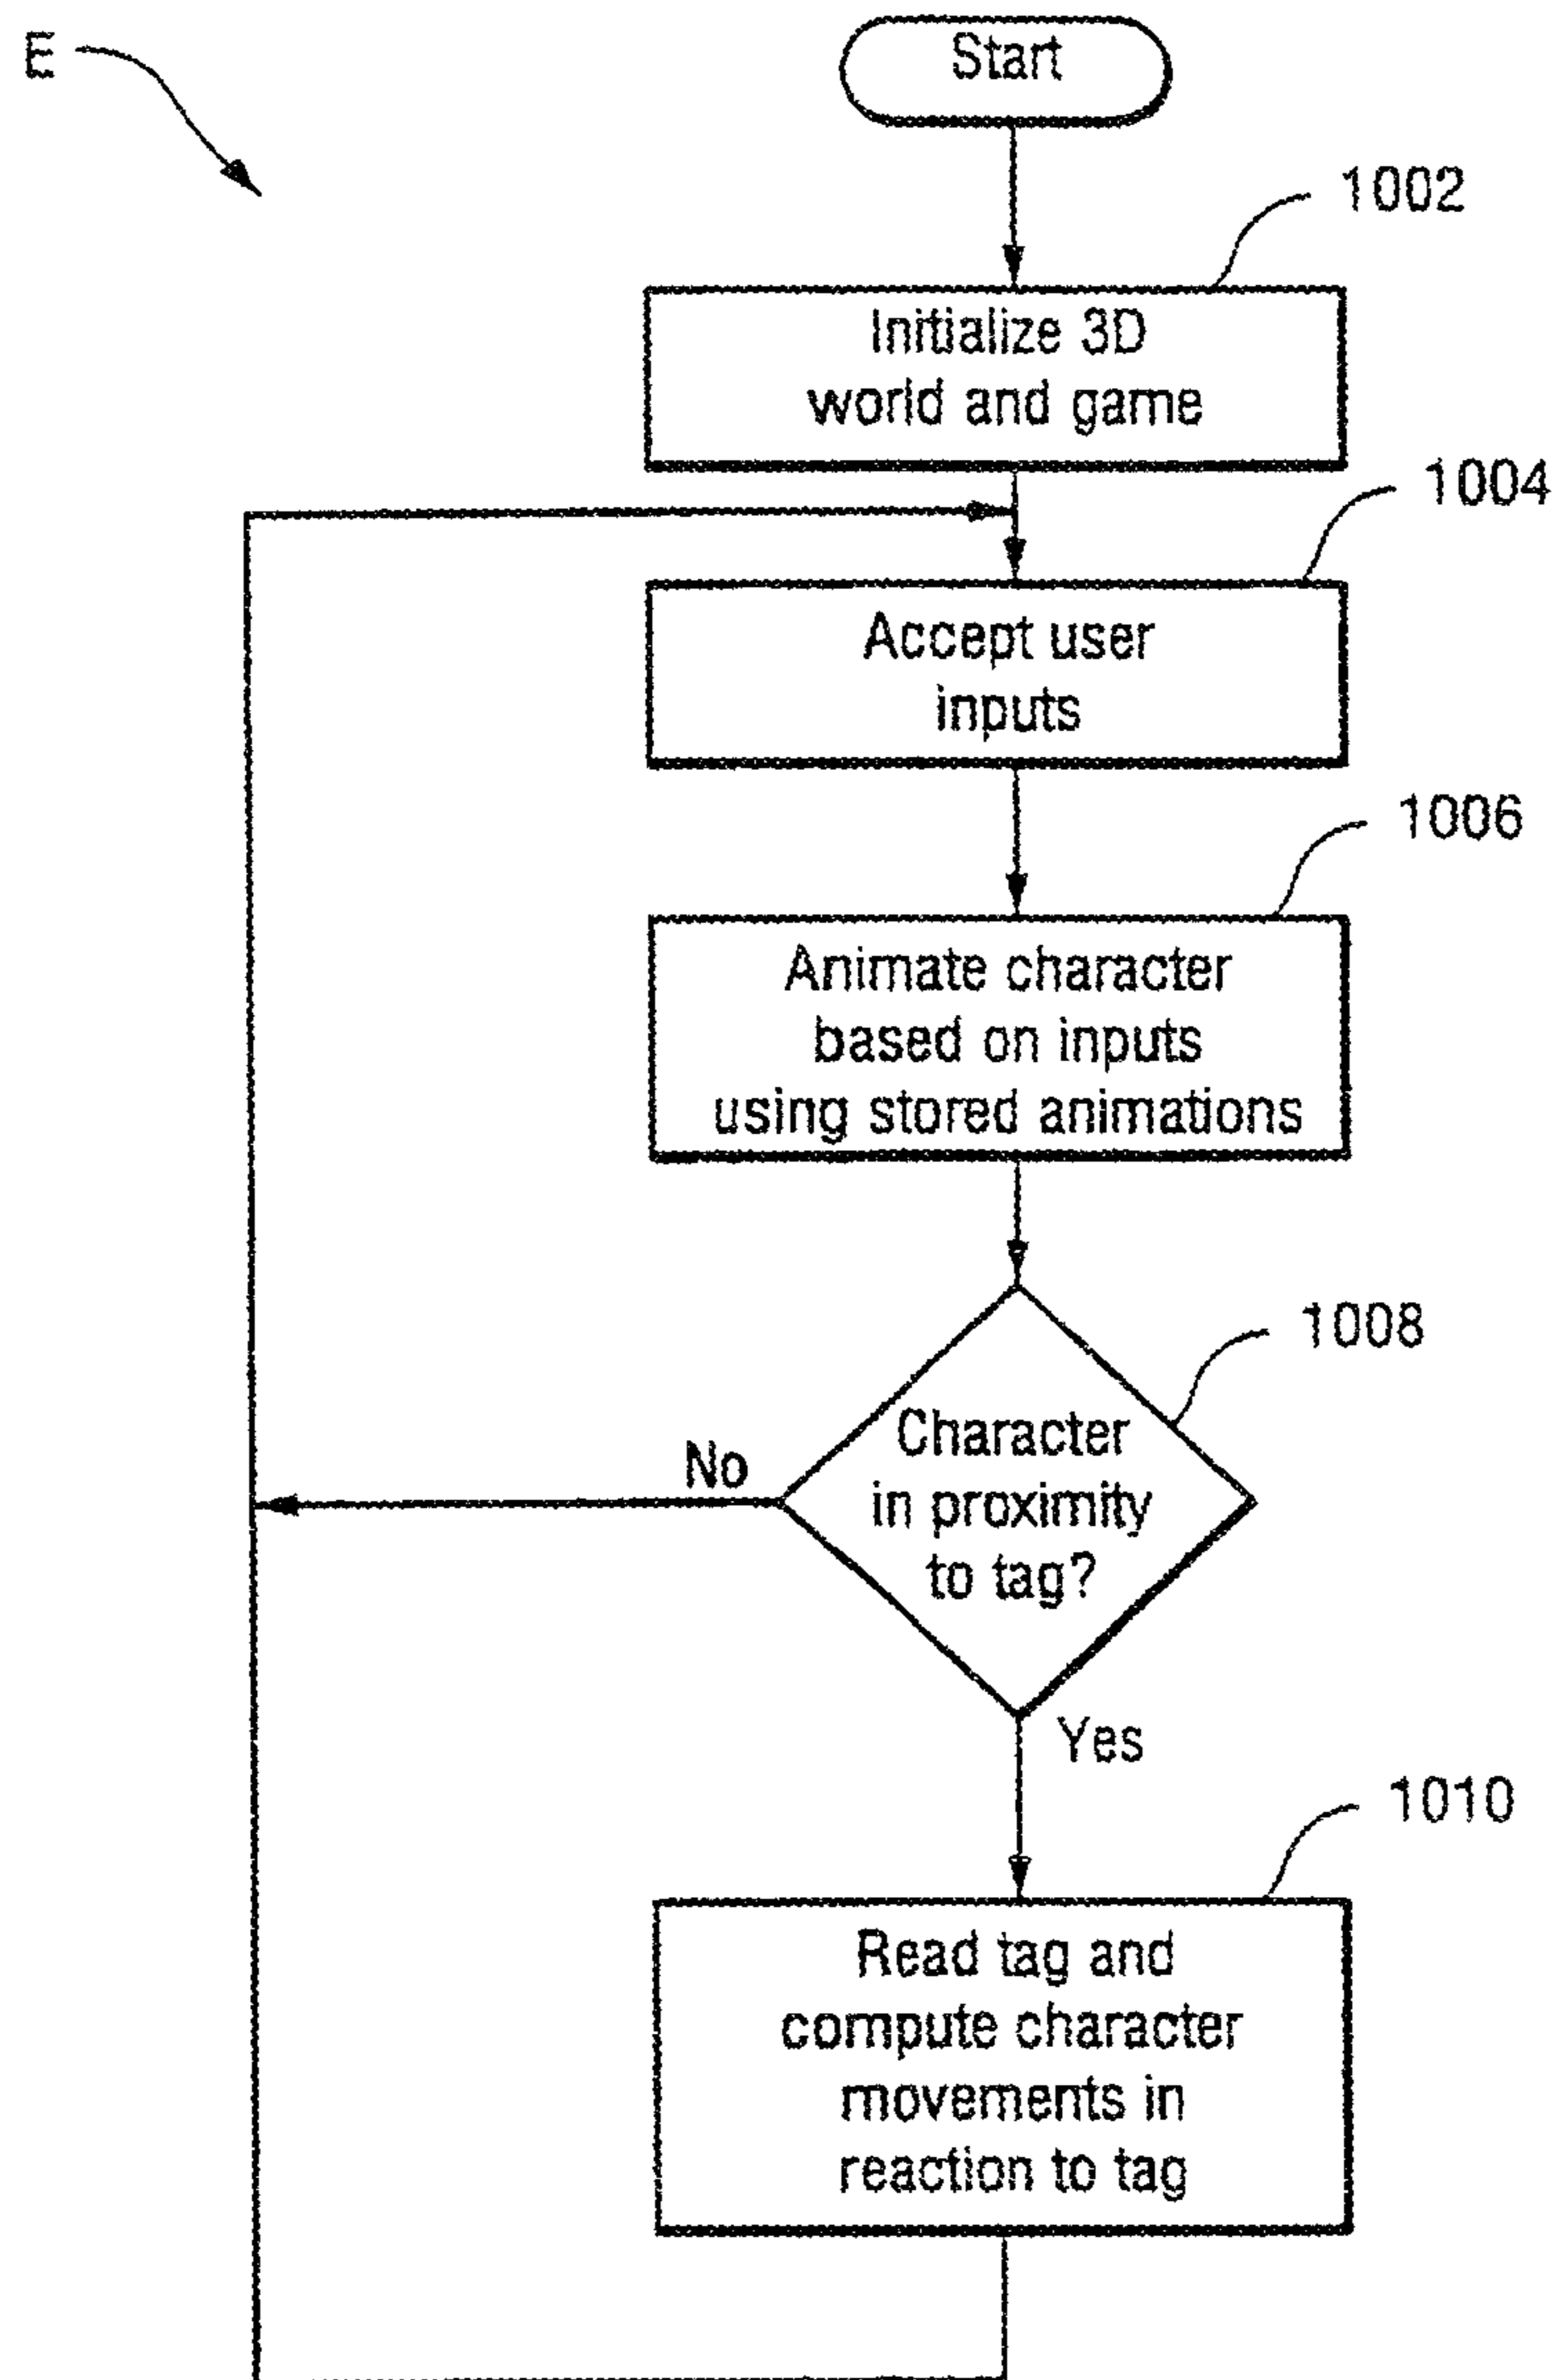 E
Start
1002
Initialize 3D
world and game
1004
Accept user
inputs
1006
Animate character
based on inputs
using stored animations
1008
Character
in proximity
to tag?
No
Yes
1010
Read tag and
compute character
movements in
reaction to tag